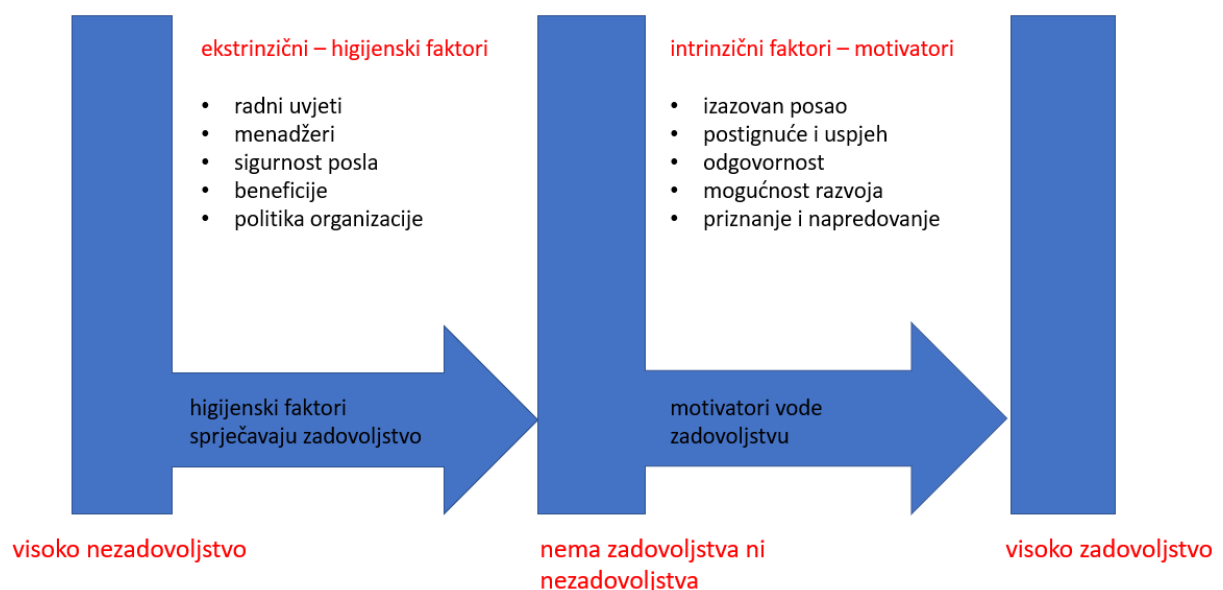 ekstrinzični – higijenski faktori
• radni uvjeti
• menadžeri
• sigurnost posla
• beneficije
• politika organizacije
intrinzični faktori – motivatori
• izazovan posao
• postignuće i uspjeh
• odgovornost
• mogućnost razvoja
• priznanje i napredovanje
higijenski faktori
sprječavaju zadovoljstvo
motivatori vode
zadovoljstvu
visoko nezadovoljstvo
nema zadovoljstva ni
nezadovoljstva
visoko zadovoljstvo